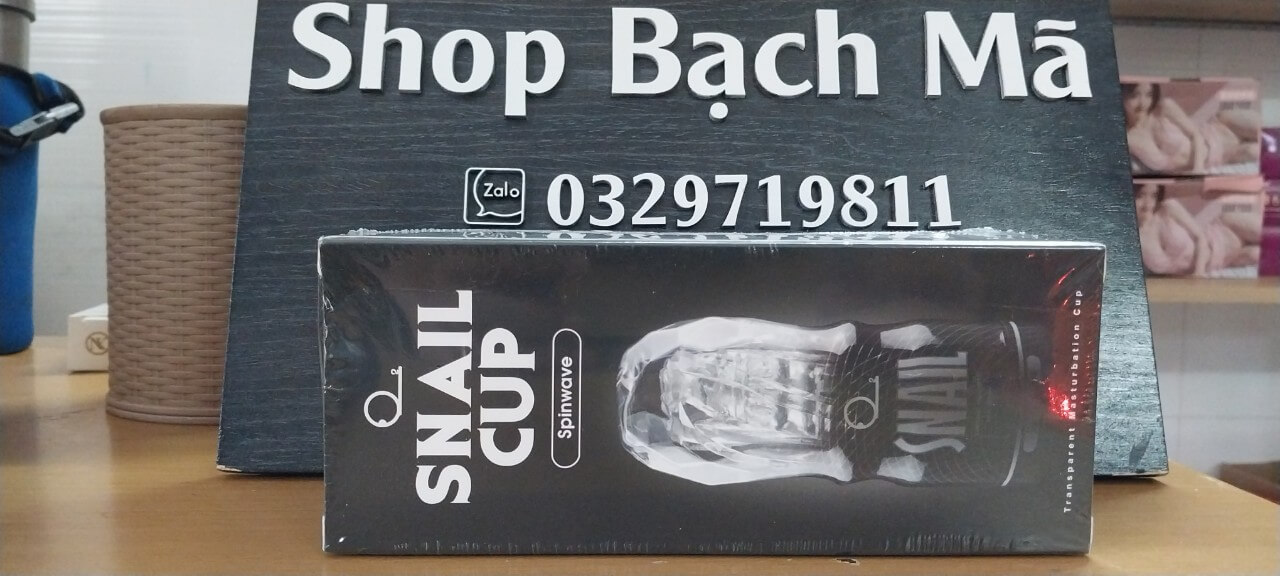 Shop Bạch Mã
Zalo 0329719811
SNAIL
CUP
Spinwave
SNAIL
Transparent Masturbation Cup